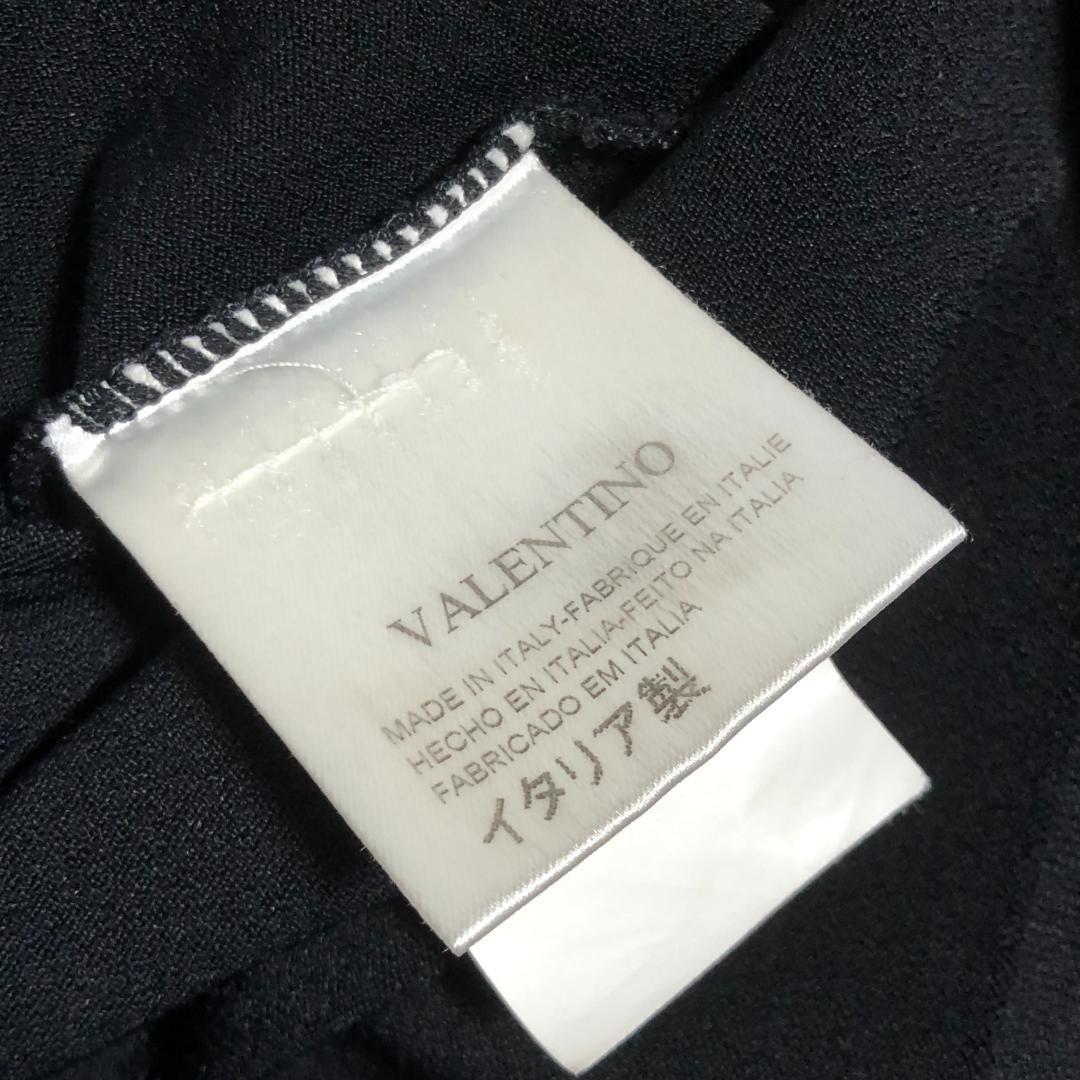 VALENTINO
MADE IN ITALY-FABRIQUE EN ITALIE
HECHO EN ITALIA-FEITO NA ITALIA
FABRICADO EM ITALIA
イタリア製